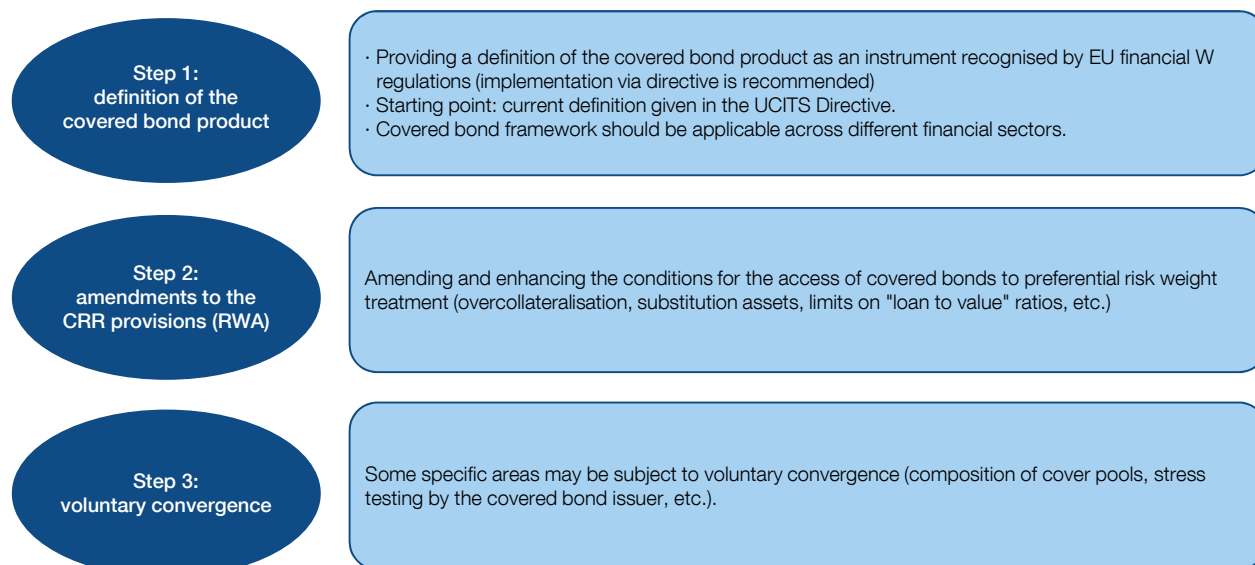 Step 1:
definition of the
covered bond product
· Providing a definition of the covered bond product as an instrument recognised by EU financial W
regulations (implementation via directive is recommended)
· Starting point: current definition given in the UCITS Directive.
· Covered bond framework should be applicable across different financial sectors.
Step 2:
amendments to the
CRR provisions (RWA)
Amending and enhancing the conditions for the access of covered bonds to preferential risk weight
treatment (overcollateralisation, substitution assets, limits on "loan to value" ratios, etc.)
Step 3:
voluntary convergence
Some specific areas may be subject to voluntary convergence (composition of cover pools, stress
testing by the covered bond issuer, etc.).